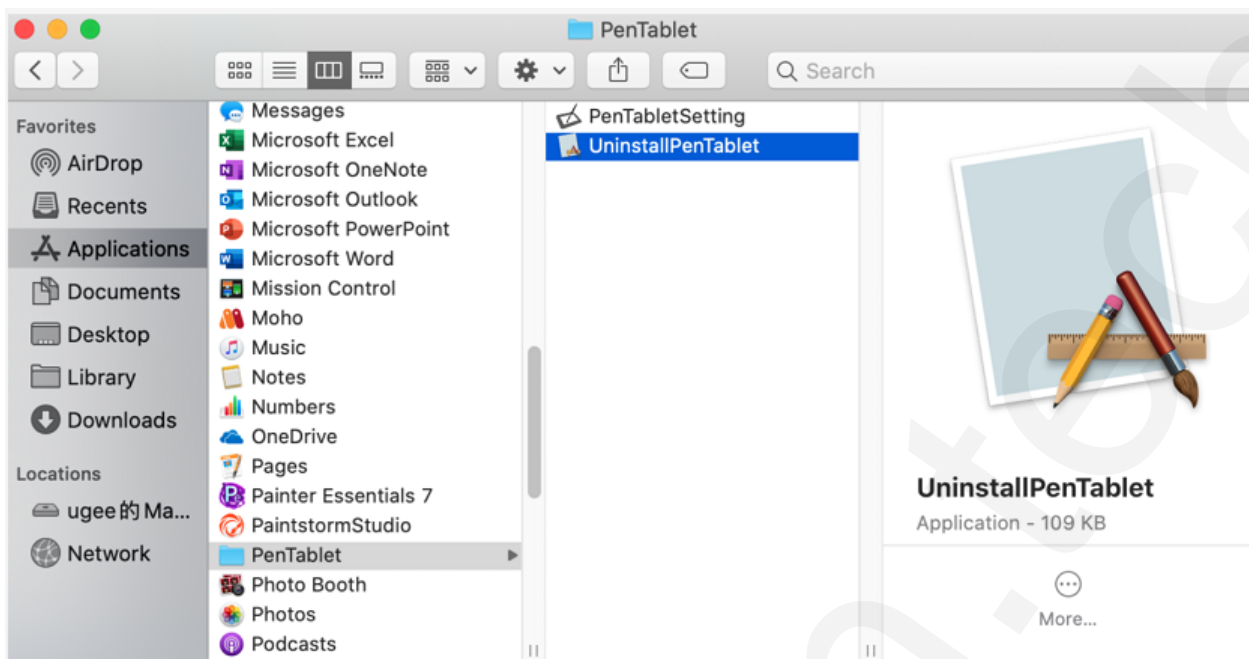 PenTablet
Search
Favorites
AirDrop
Recents
Applications
Documents
Desktop
Library
Downloads
Locations
ugee的 Ma...
Network
Messages
Microsoft Excel
Microsoft OneNote
Microsoft Outlook
Microsoft PowerPoint
Microsoft Word
Mission Control
Moho
Music
Notes
Numbers
OneDrive
Pages
Painter Essentials 7
PaintstormStudio
PenTablet
Photo Booth
Photos
Podcasts
PenTabletSetting
UninstallPenTablet
UninstallPenTablet
Application - 109 KB
More...